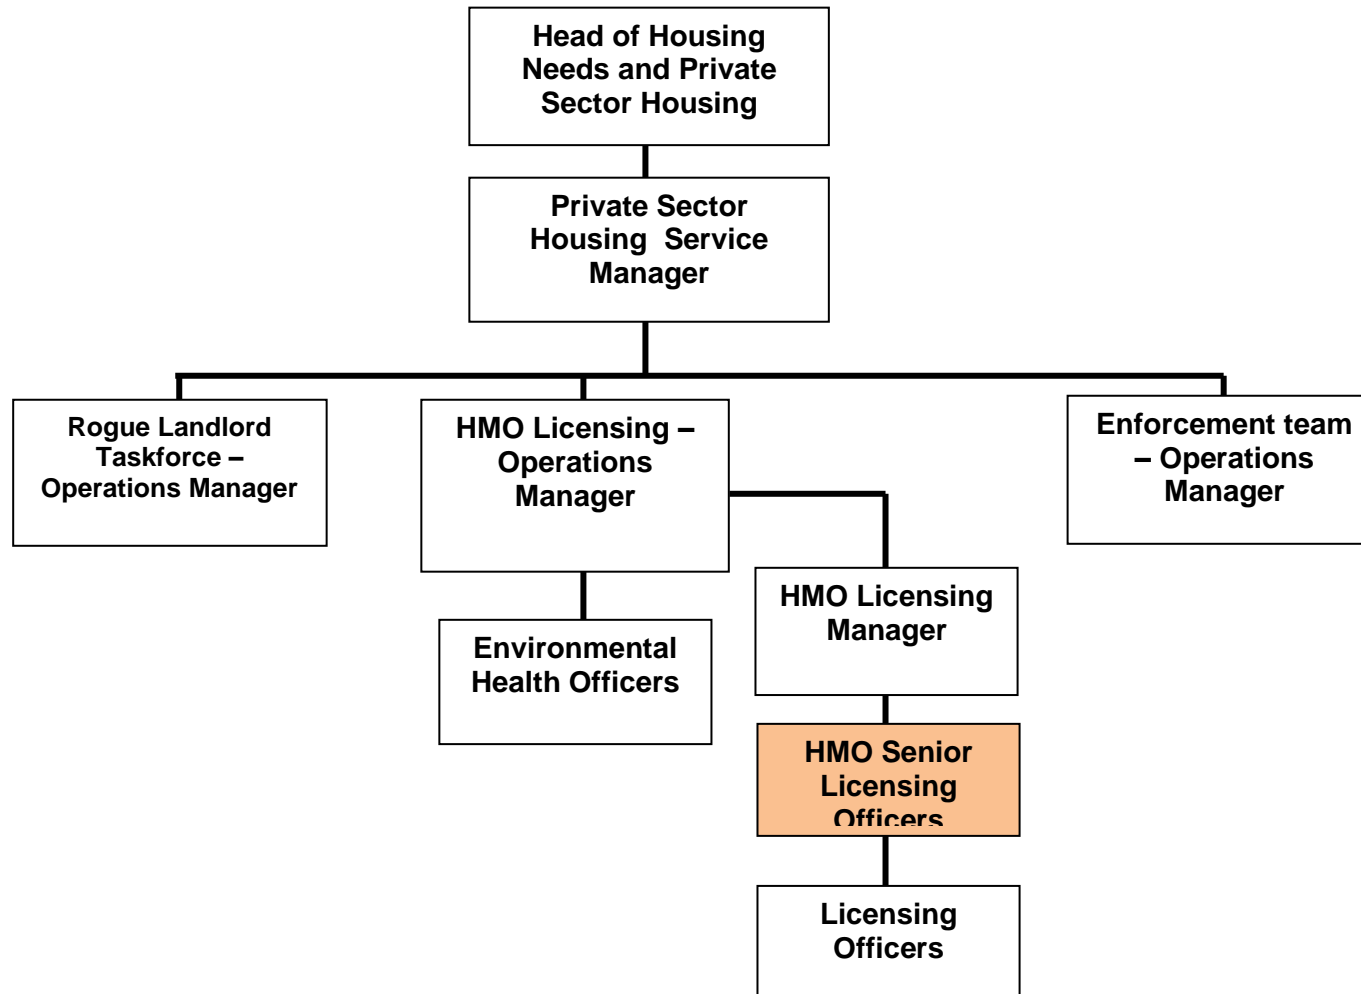 Head of Housing
Needs and Private
Sector Housing
Private Sector
Housing Service
Manager
Rogue Landlord
Taskforce –
Operations Manager
HMO Licensing –
Operations
Manager
Enforcement team
– Operations
Manager
Environmental
Health Officers
HMO Licensing
Manager
HMO Senior
Licensing
Officers
Licensing
Officers